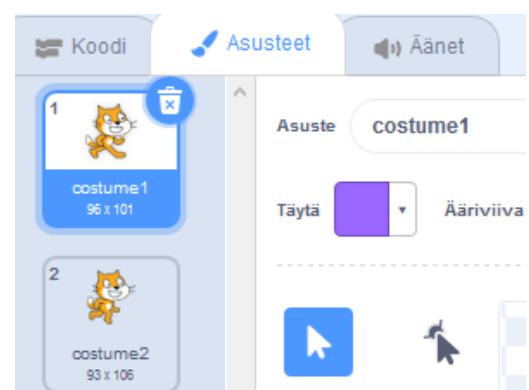 Koodi
Asusteet
Äänet
1
costume1
96 x 101
2
costume2
93 x 106
Asuste
costume1
Täytä
Ääriviiva